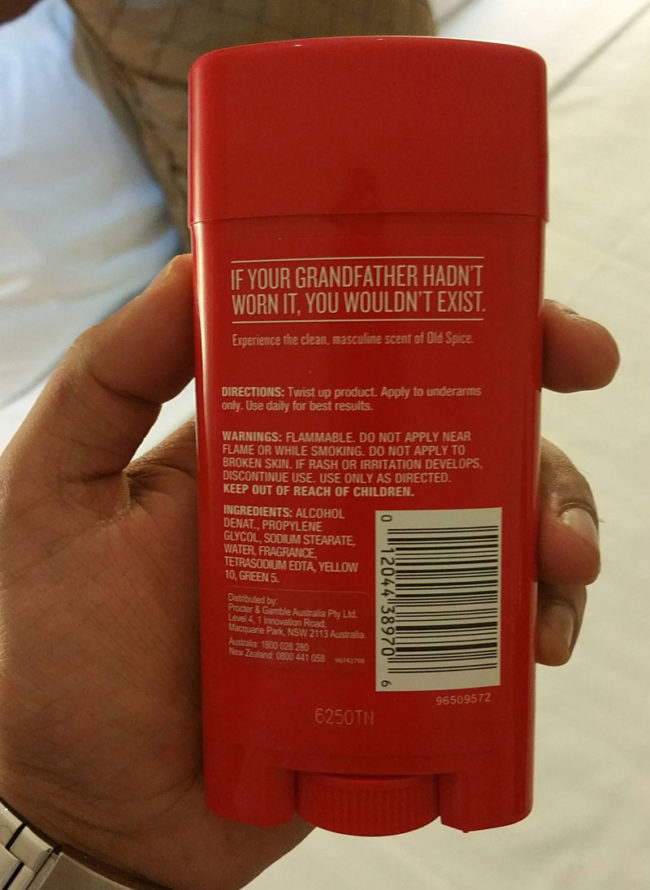 IF YOUR GRANDFATHER HADN'T
WORN IT, YOU WOULDN'T EXIST.
Experience the clean, masculine scent of Old Spice.
DIRECTIONS: Twist up product. Apply to underarms
only. Use daily for best results.
WARNINGS: FLAMMABLE. DO NOT APPLY NEAR
FLAME OR WHILE SMOKING. DO NOT APPLY TO
BROKEN SKIN. IF RASH OR IRRITATION DEVELOPS,
DISCONTINUE USE. USE ONLY AS DIRECTED.
KEEP OUT OF REACH OF CHILDREN.
INGREDIENTS: ALCOHOL
DENAT., PROPYLENE
GLYCOL, SODIUM STEARATE,
WATER, FRAGRANCE,
TETRASODIUM EDTA, YELLOW
10, GREEN 5.
Distributed by:
Procter & Gamble Australia Pty Ltd.
Level 4, 1 Innovation Road,
Macquarie Park, NSW 2113 Australia.
Australia: 1800 028 280
New Zealand: 0800 441 058
0 12044 38970 6
96509572
6250TN